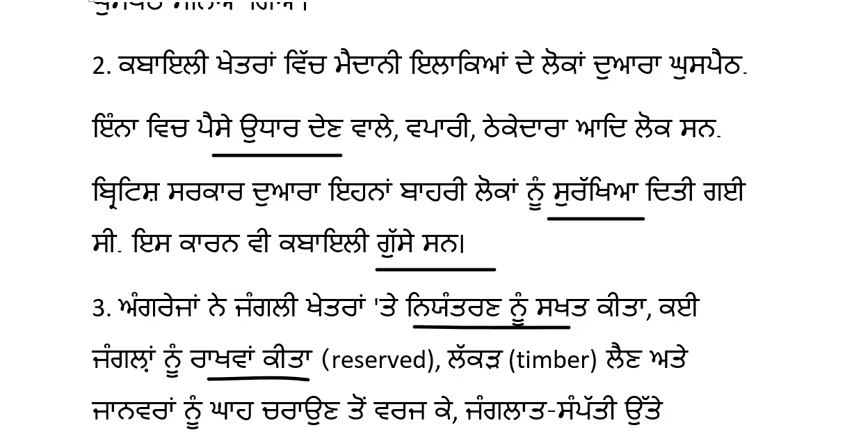 2. ਕਬਾਇਲੀ ਖੇਤਰਾਂ ਵਿੱਚ ਮੈਦਾਨੀ ਇਲਾਕਿਆਂ ਦੇ ਲੋਕਾਂ ਦੁਆਰਾ ਘੁਸਪੈਠ.
ਇੰਨਾ ਵਿਚ ਪੈਸੇ ਉਧਾਰ ਦੇਣ ਵਾਲੇ, ਵਪਾਰੀ, ਠੇਕੇਦਾਰਾ ਆਦਿ ਲੋਕ ਸਨ.
ਬ੍ਰਿਟਿਸ਼ ਸਰਕਾਰ ਦੁਆਰਾ ਇਹਨਾਂ ਬਾਹਰੀ ਲੋਕਾਂ ਨੂੰ ਸੁਰੱਖਿਆ ਦਿਤੀ ਗਈ
ਸੀ. ਇਸ ਕਾਰਨ ਵੀ ਕਬਾਇਲੀ ਗੁੱਸੇ ਸਨ।
3. ਅੰਗਰੇਜਾਂ ਨੇ ਜੰਗਲੀ ਖੇਤਰਾਂ 'ਤੇ ਨਿਯੰਤਰਣ ਨੂੰ ਸਖਤ ਕੀਤਾ, ਕਈ
ਜੰਗਲਾਂ ਨੂੰ ਰਾਖਵਾਂ ਕੀਤਾ (reserved), ਲੱਕੜ (timber) ਲੈਣ ਅਤੇ
ਜਾਨਵਰਾਂ ਨੂੰ ਘਾਹ ਚਰਾਉਣ ਤੋਂ ਵਰਜ ਕੇ, ਜੰਗਲਾਤ-ਸੰਪੱਤੀ ਉੱਤੇ